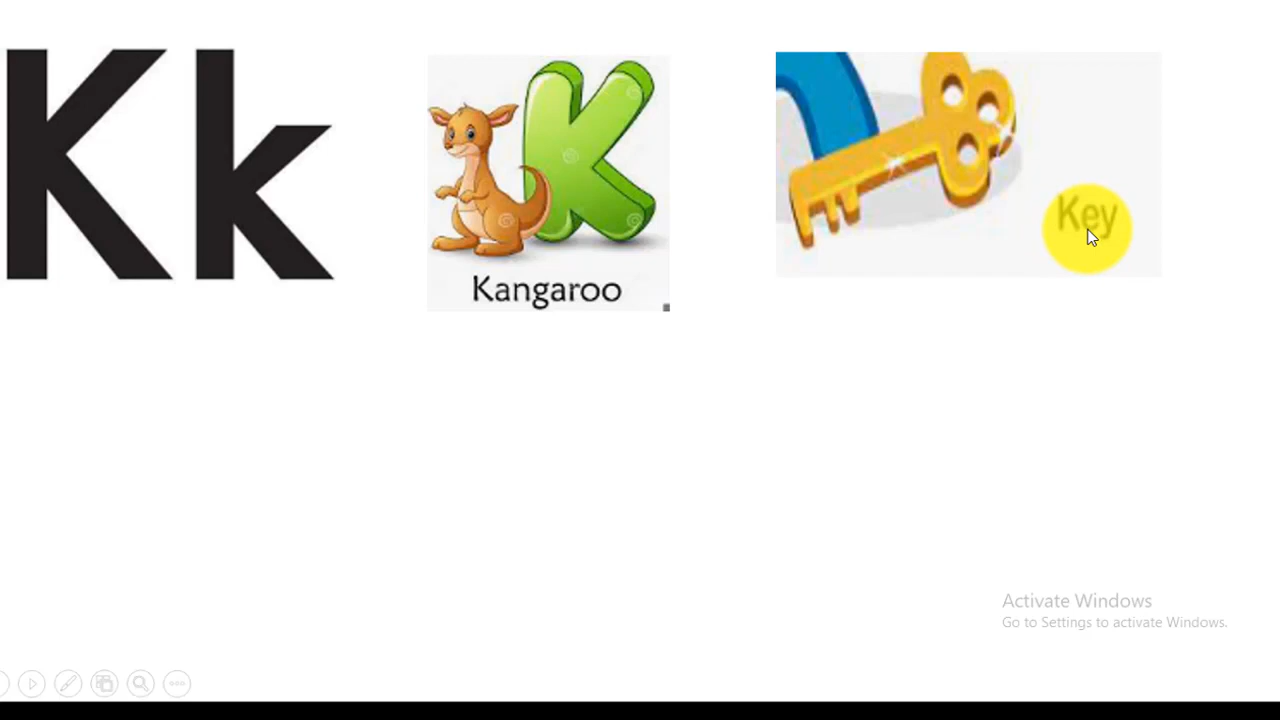 Kk
K
Kangaroo
Key
Activate Windows
Go to Settings to activate Windows.